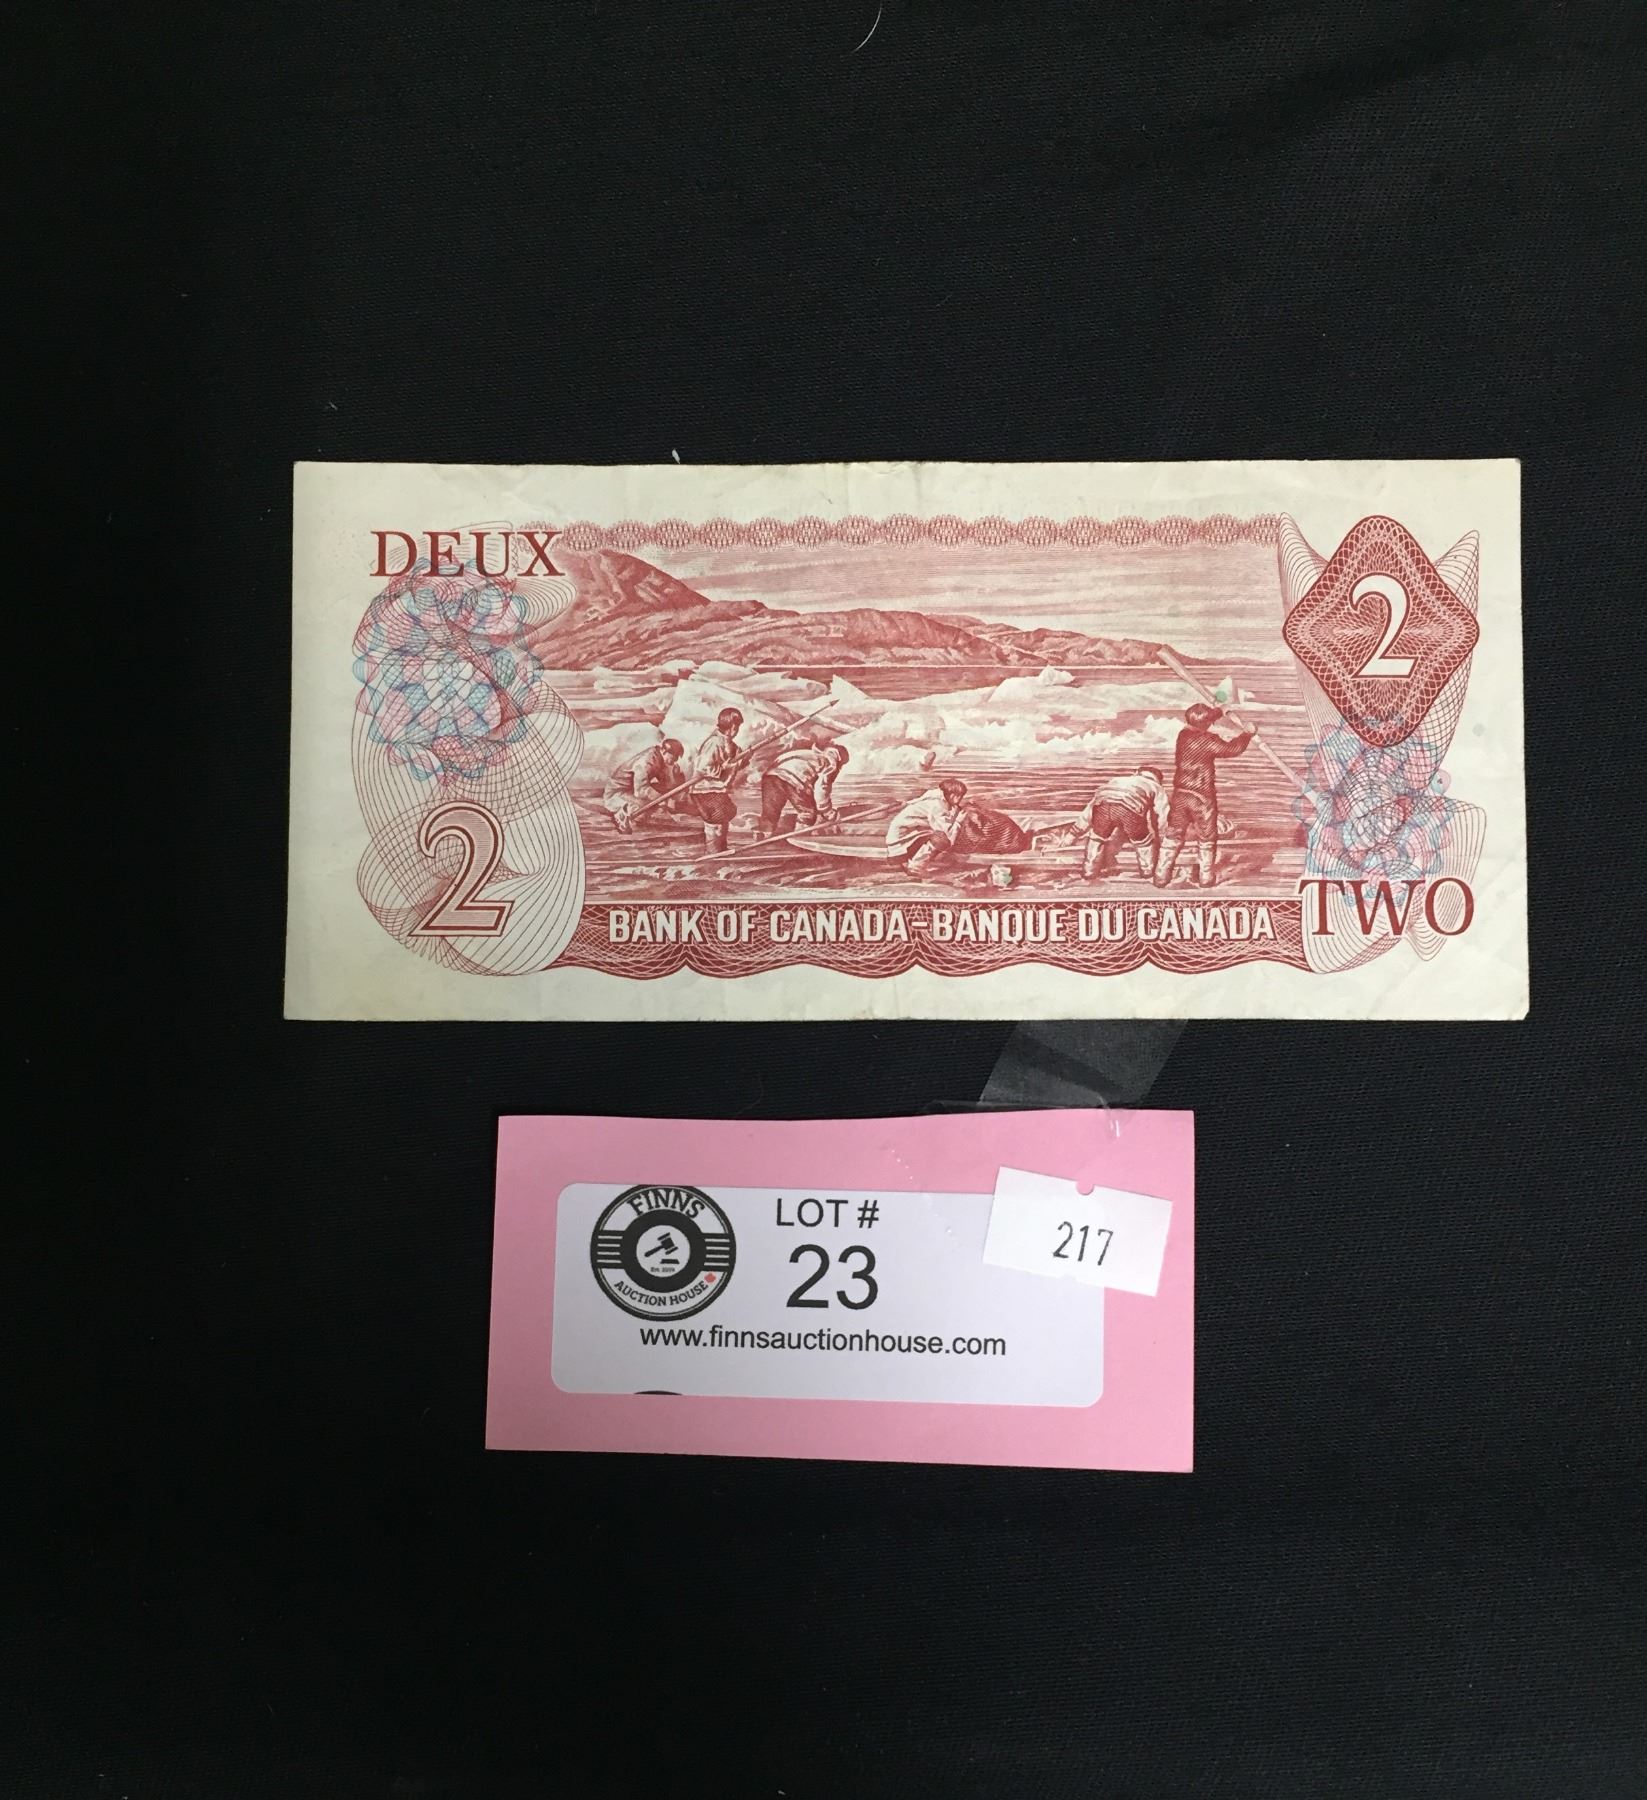 DEUX
2
2
BANK OF CANADA-BANQUE DU CANADA
TWO
FINNS
AUCTION HOUSE
LOT #
23
217
www.finnsauctionhouse.com